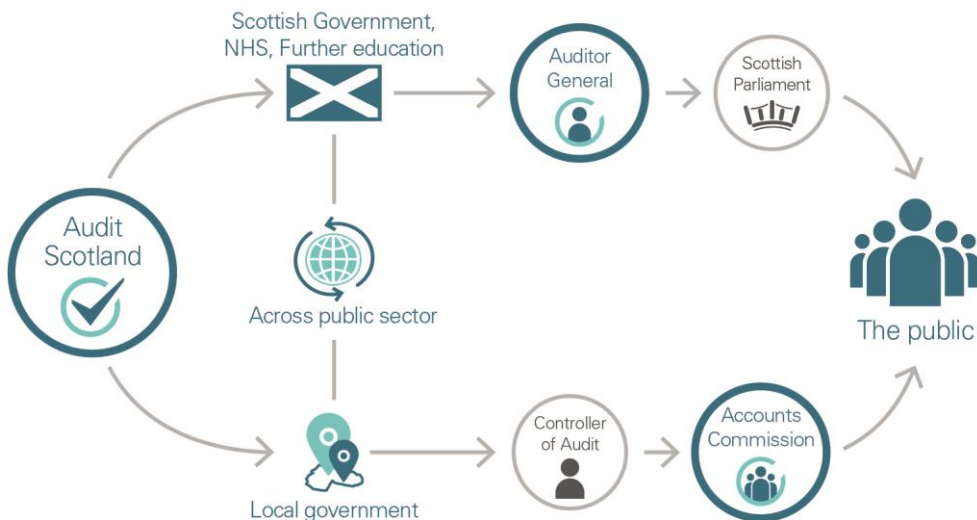 Scottish Government,
NHS, Further education
Auditor
General
Scottish
Parliament
Audit
Scotland
Across public sector
The public
Local government
Controller
of Audit
Accounts
Commission